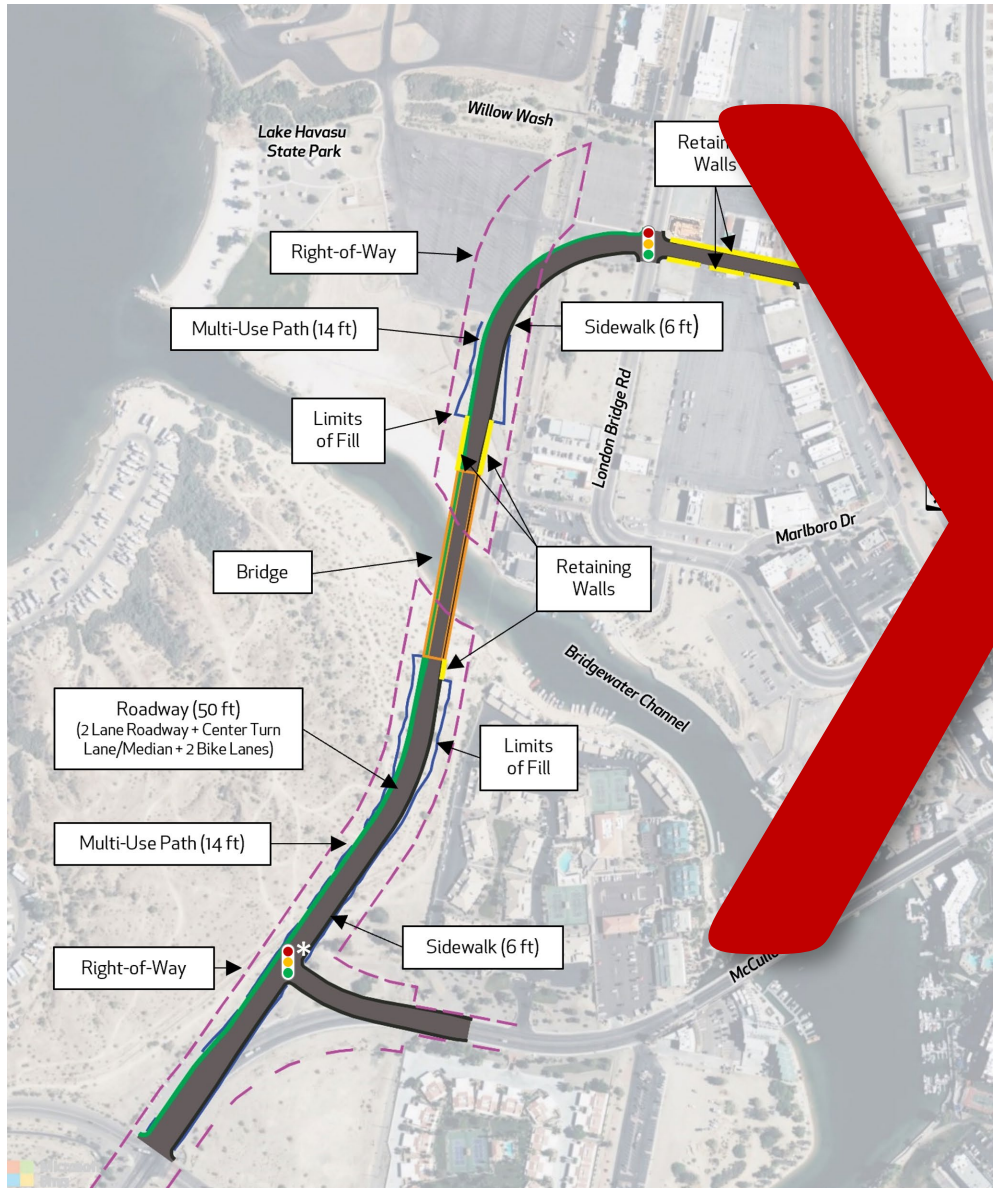 Willow Wash
Lake Havasu
State Park
Walls
Right-of-Way
Multi-Use Path (14 ft)
Sidewalk (6 ft)
Limits
of Fill
London Bridge Rd
Marlboro Dr
Bridge
Retaining
Walls
Bridgewater Channel
Roadway (50 ft)
(2 Lane Roadway + Center Turn
Lane/Median + 2 Bike Lanes)
Limits
of Fill
Multi-Use Path (14 ft)
*
Sidewalk (6 ft)
Right-of-Way